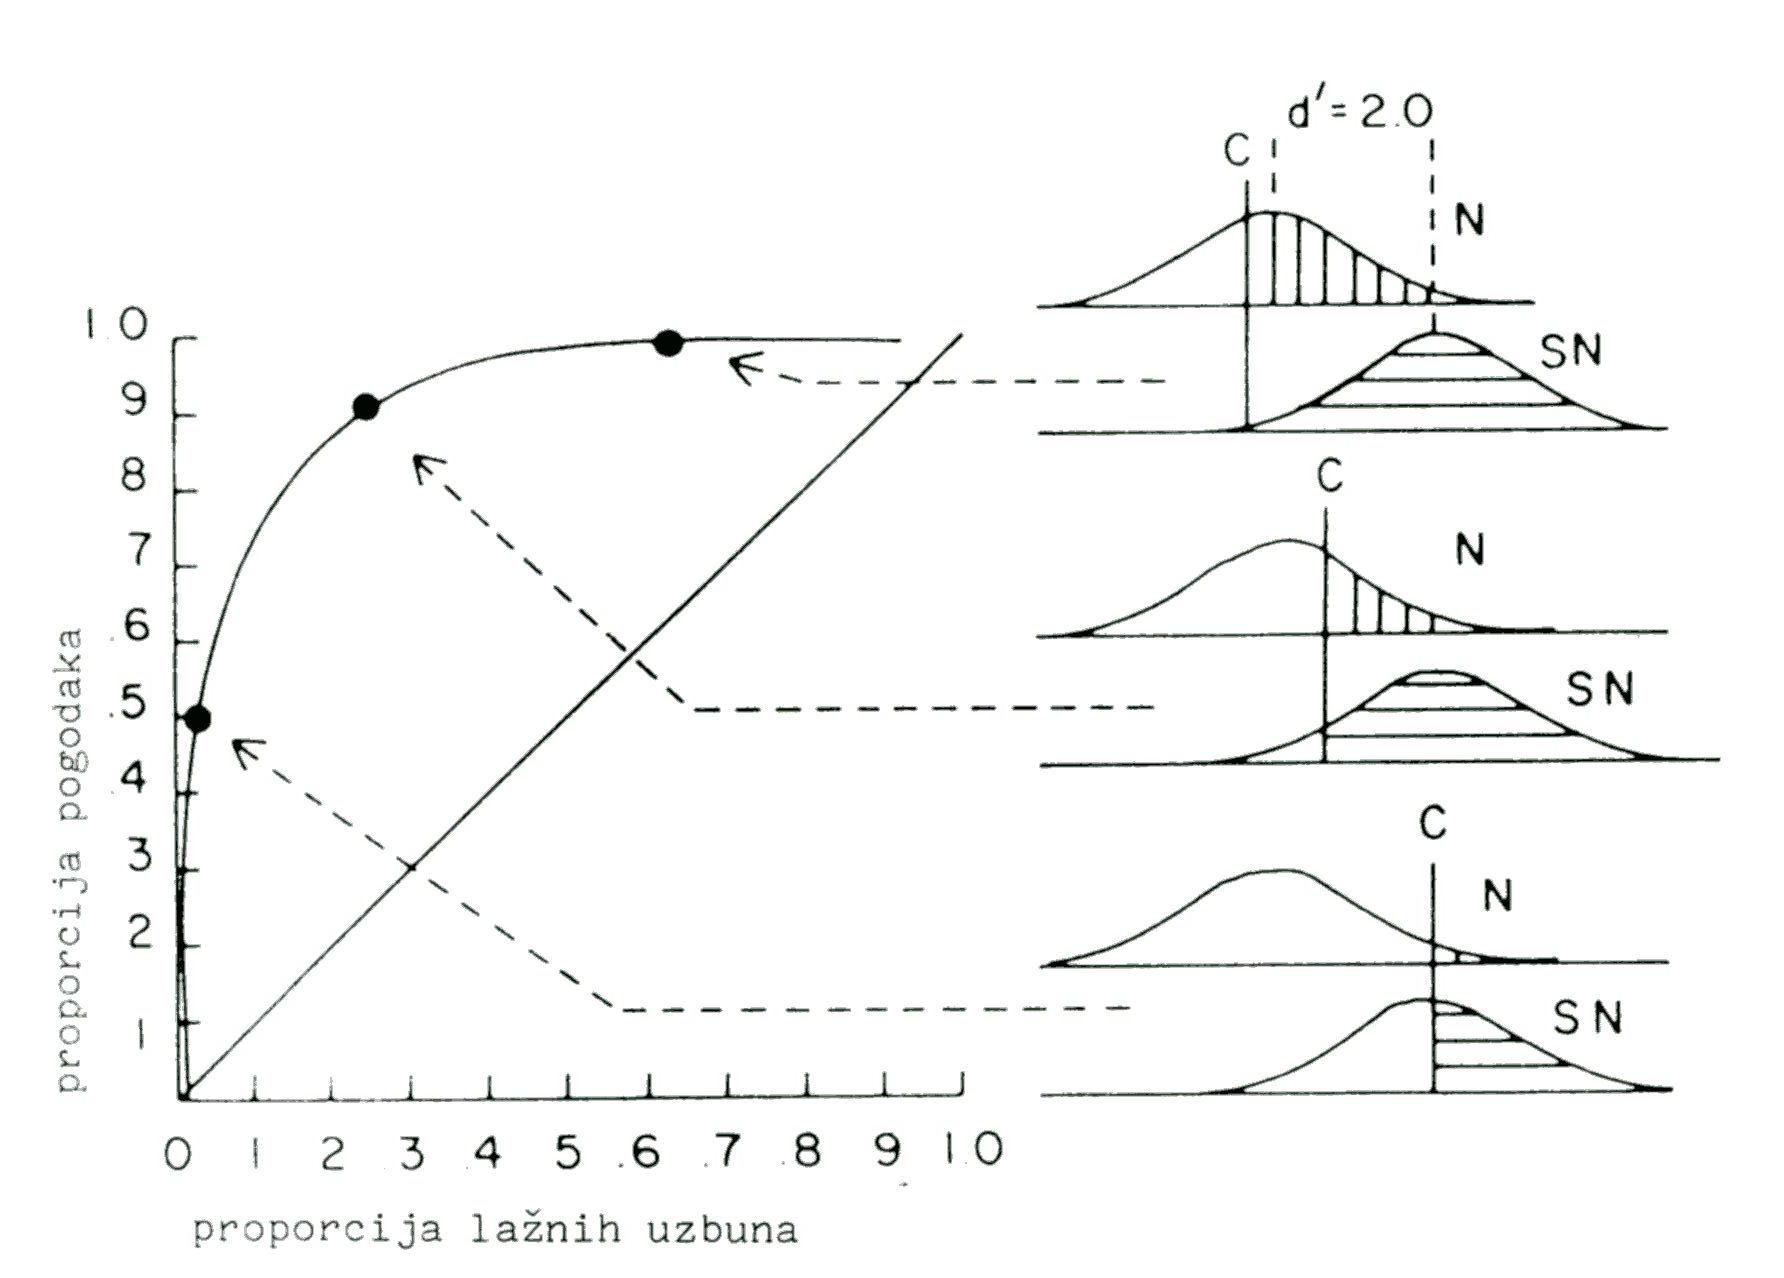 d′= 2.0
C
N
SN
C
N
SN
C
N
SN
1 0
9
8
7
.6
.5
.4
3
2
1
0 1 2 3 .4 5 .6 .7 .8 9 1.0
proporcija pogodaka
proporcija lažnih uzbuna